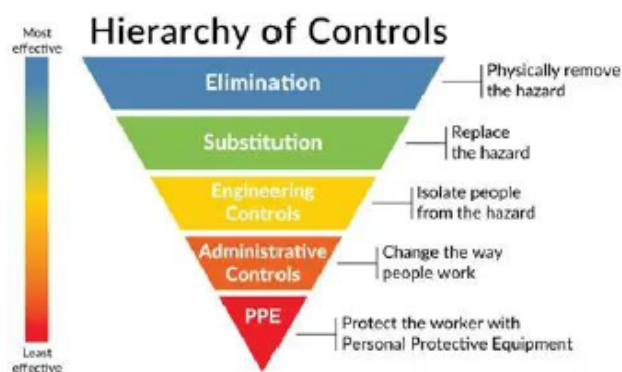 Hierarchy of Controls
Most
effective
Elimination
Physically remove
the hazard
Substitution
Replace
the hazard
Engineering
Controls
Isolate people
from the hazard
Administrative
Controls
Change the way
people work
PPE
Protect the worker with
Personal Protective Equipment
Least
effective